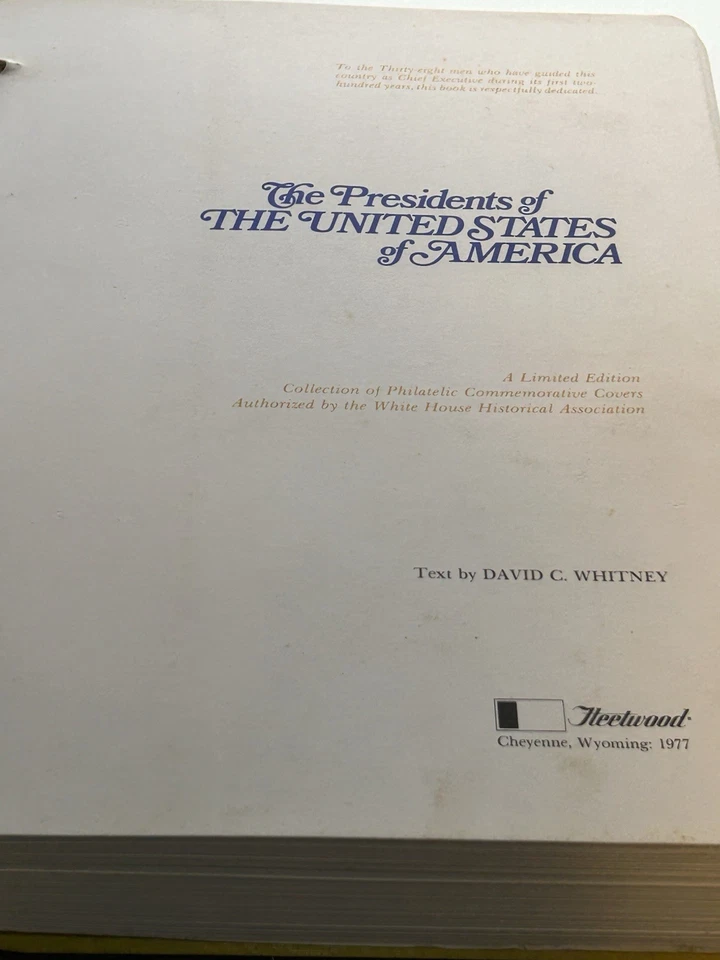 To the Thirty-eight men who have guided this
country as Chief Executive during its first two-
hundred years, this book is respectfully dedicated.
The Presidents of
THE UNITED STATES
of AMERICA
A Limited Edition
Collection of Philatelic Commemorative Covers
Authorized by the White House Historical Association
Text by DAVID C. WHITNEY
Fleetwood
Cheyenne, Wyoming: 1977